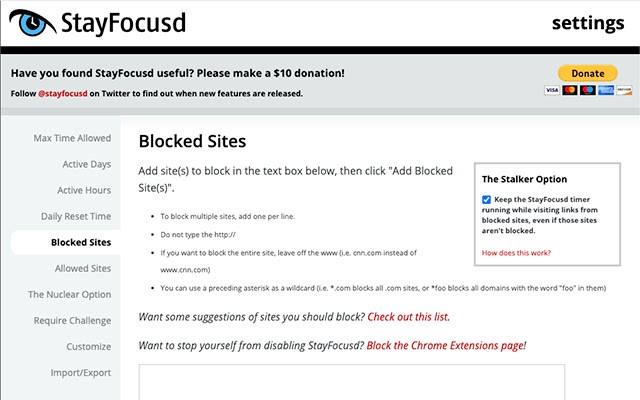 StayFocusd
settings
Have you found StayFocusd useful? Please make a $10 donation!
Donate
Follow @stayfocusd on Twitter to find out when new features are released.
VISA
Max Time Allowed
Active Days
Active Hours
Daily Reset Time
Blocked Sites
Allowed Sites
The Nuclear Option
Require Challenge
Customize
Import/Export
Blocked Sites
Add site(s) to block in the text box below, then click "Add Blocked
Site(s)".
To block multiple sites, add one per line.
Do not type the http://
If you want to block the entire site, leave off the www (i.e. cnn.com instead of
www.cnn.com)
You can use a preceding asterisk as a wildcard (i.e. *.com blocks all .com sites, or *foo blocks all domains with the word "foo" in them)
The Stalker Option
Keep the StayFocusd timer
running while visiting links from
blocked sites, even if those sites
aren't blocked.
How does this work?
Want some suggestions of sites you should block? Check out this list.
Want to stop yourself from disabling StayFocusd? Block the Chrome Extensions page!